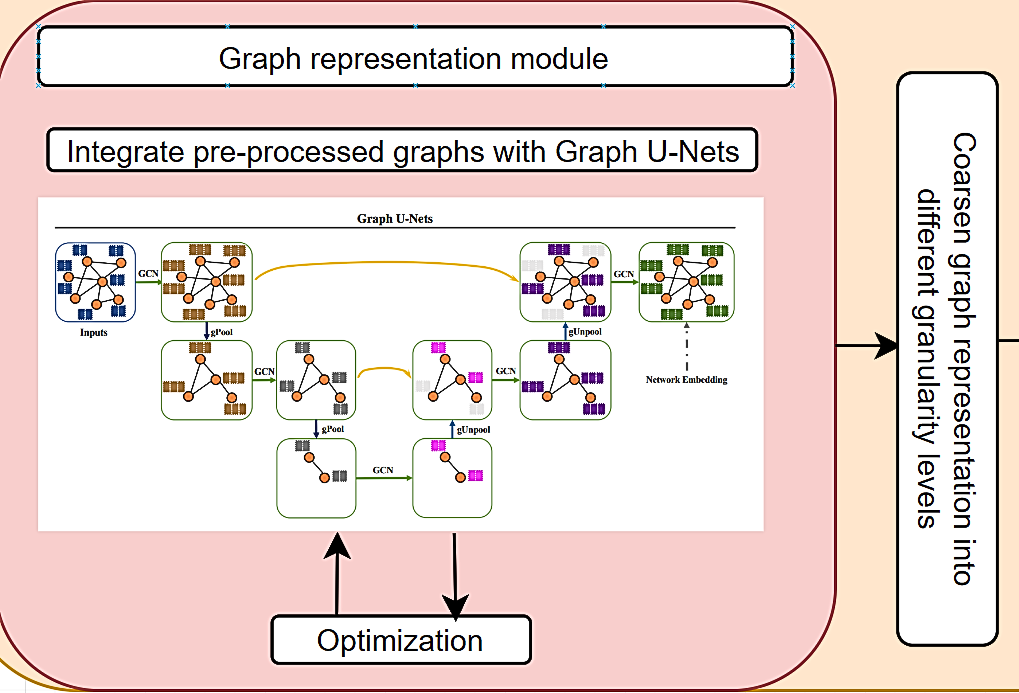 Graph representation module
Integrate pre-processed graphs with Graph U-Nets
Graph U-Nets
GCN
GCN
Inputs
gPool
gUnpool
GCN
GCN
Network Embedding
gPool
gUnpool
GCN
Optimization
Coarsen graph representation into
different granularity levels